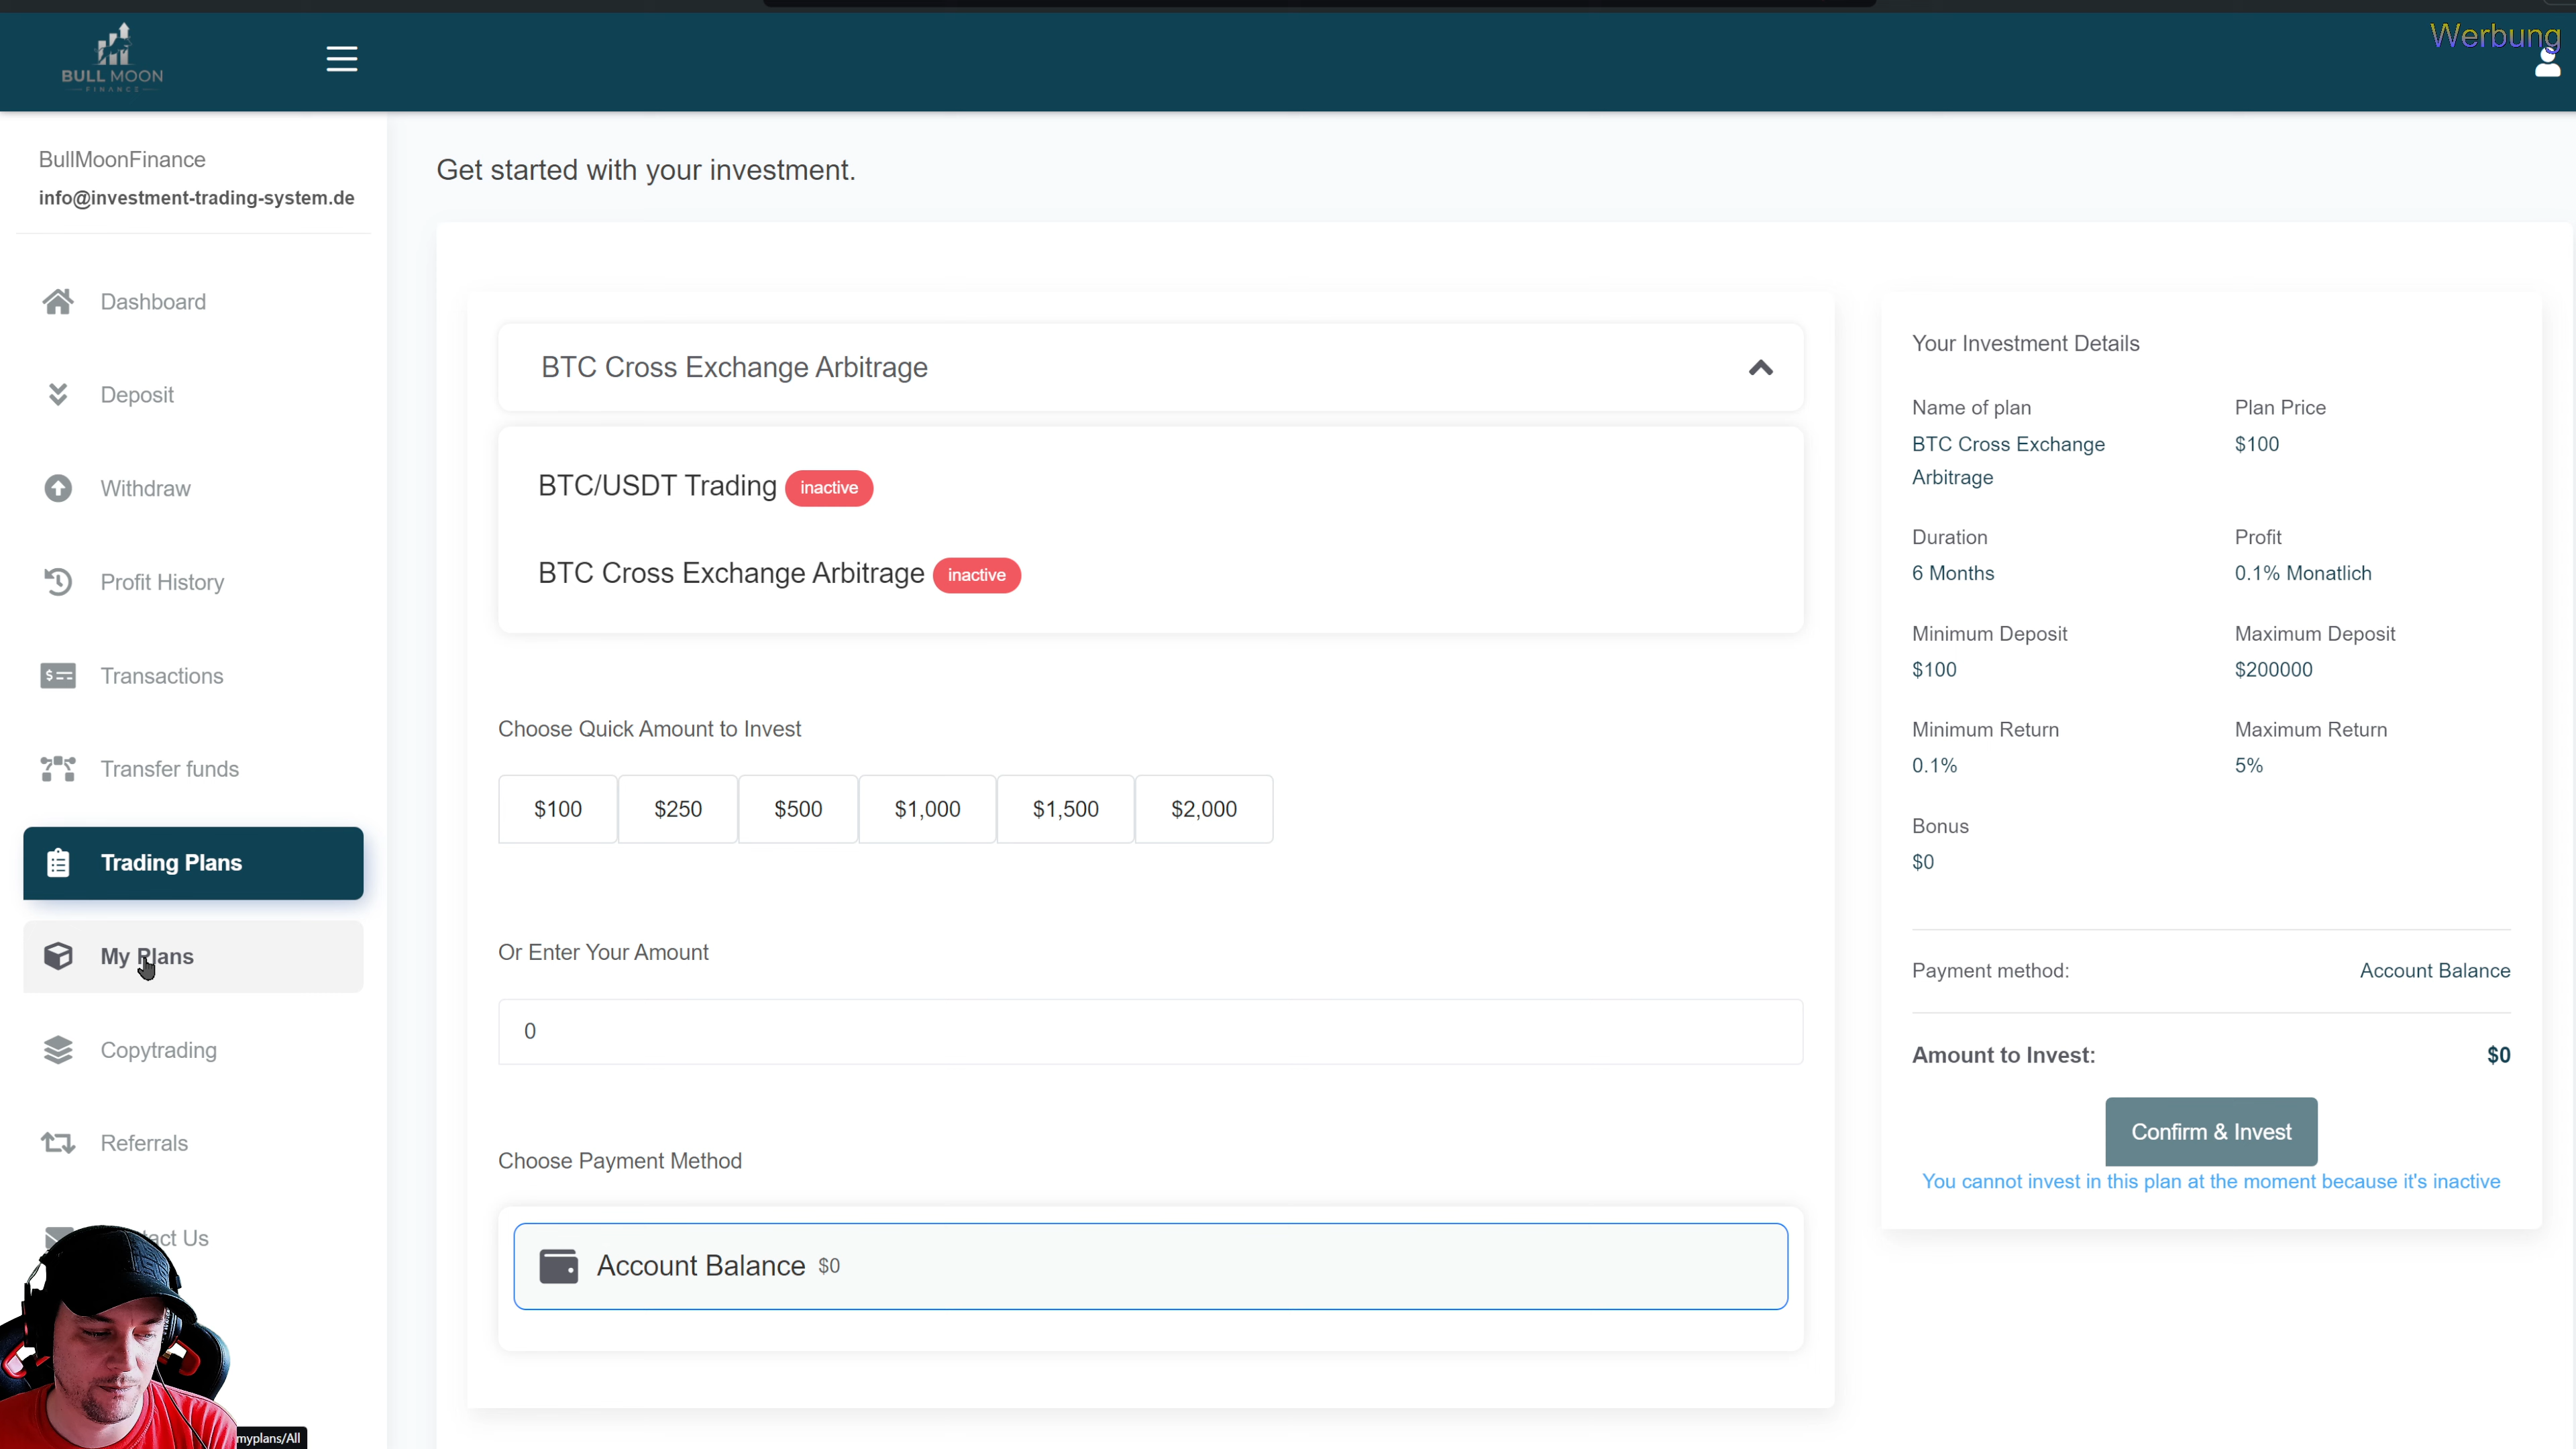 BULL MOON
FINANCE
Werbung
BullMoonFinance
info@investment-trading-system.de
Dashboard
Deposit
Withdraw
Profit History
Transactions
Transfer funds
Trading Plans
My Plans
Copytrading
Referrals
act Us
myplans/All
Get started with your investment.
BTC Cross Exchange Arbitrage
BTC/USDT Trading inactive
BTC Cross Exchange Arbitrage inactive
Choose Quick Amount to Invest
$100 $250 $500 $1,000 $1,500 $2,000
Or Enter Your Amount
0
Choose Payment Method
Account Balance $0
Your Investment Details
Name of plan Plan Price
BTC Cross Exchange $100
Arbitrage
Duration Profit
6 Months 0.1% Monatlich
Minimum Deposit Maximum Deposit
$100 $200000
Minimum Return Maximum Return
0.1% 5%
Bonus
$0
Payment method: Account Balance
Amount to Invest: $0
Confirm & Invest
You cannot invest in this plan at the moment because it's inactive